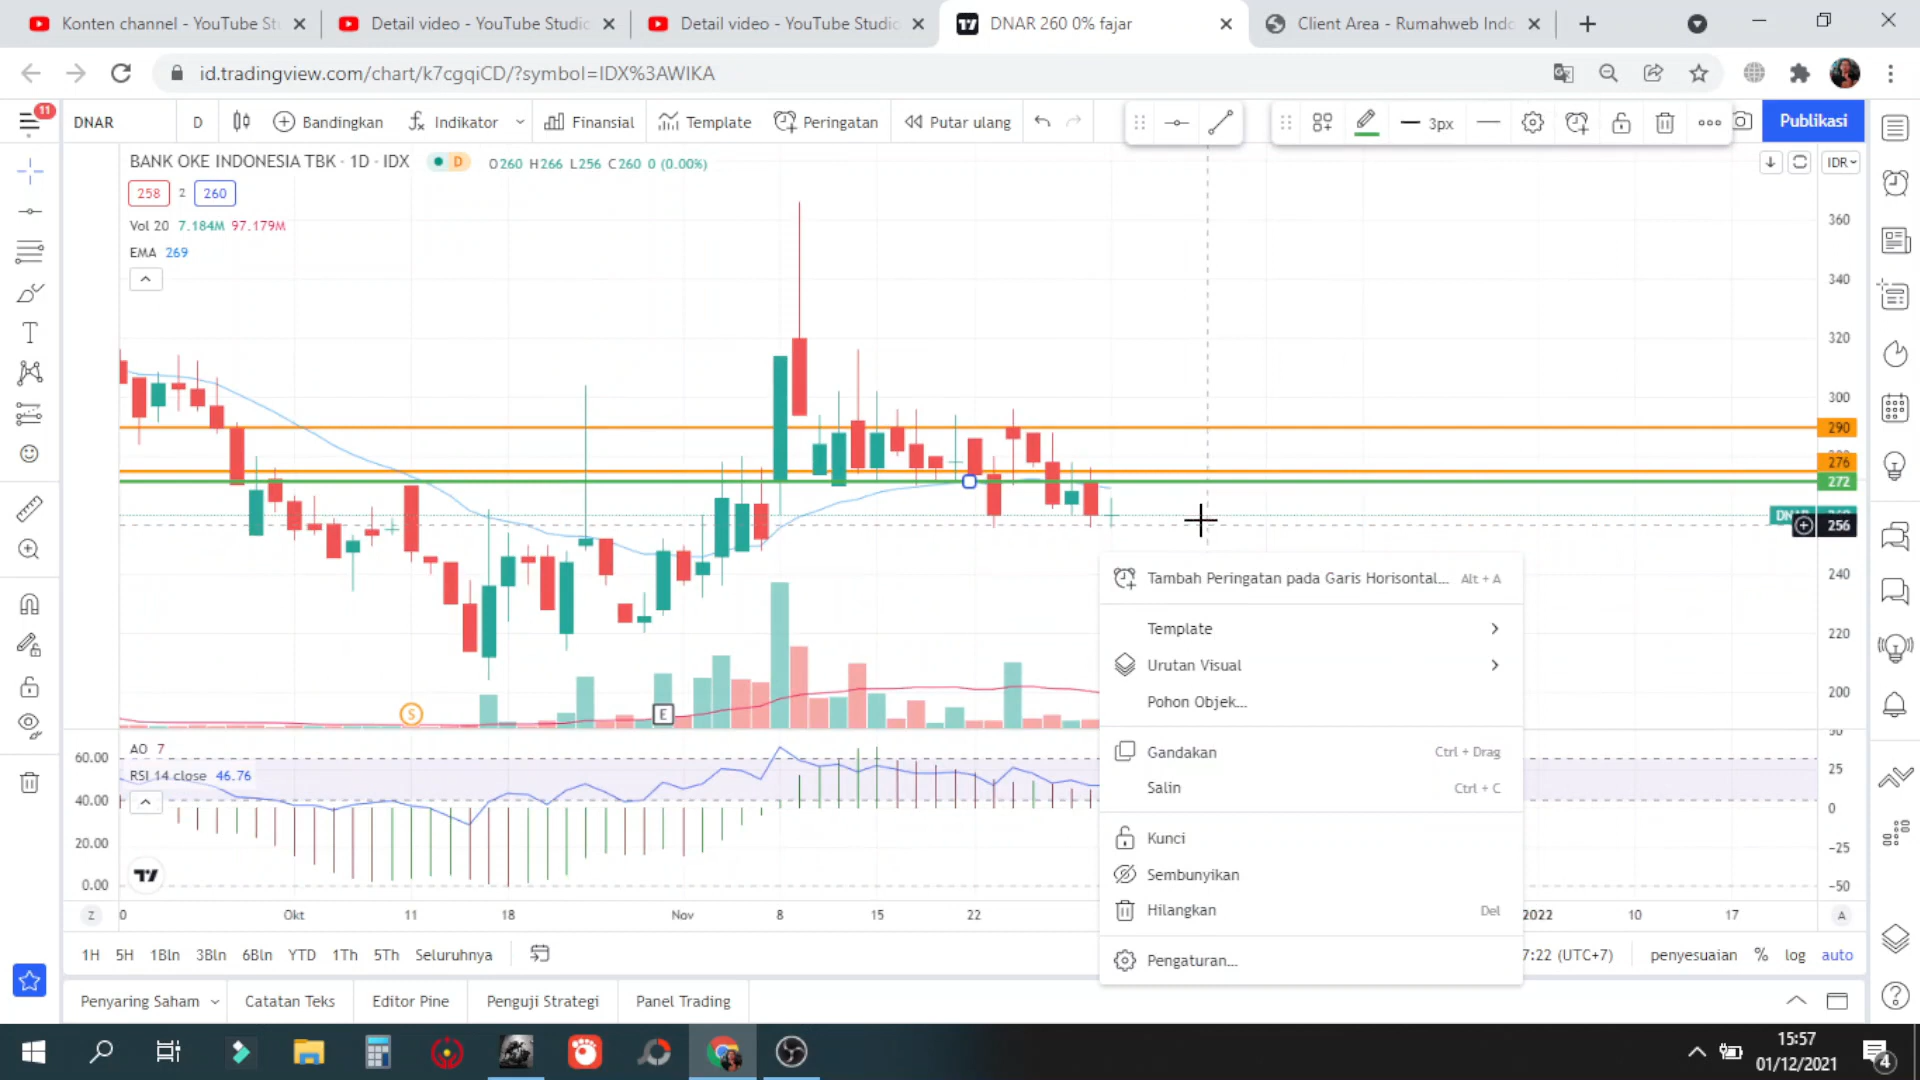 Konten channel - YouTube St
Detail video - YouTube Studio
Detail video - YouTube Studio
DNAR 260 0% fajar
Client Area - Rumahweb Indo
id.tradingview.com/chart/k7cgqiCD/?symbol=IDX%3AWIKA
11
DNAR
D
Bandingkan
Indikator
Finansial
Template
Peringatan
Putar ulang
3px
Publikasi
BANK OKE INDONESIA TBK · 1D · IDX
D
O260 H266 L256 C260 0 (0.00%)
IDR
258 2 260
Vol 20 7.184M 97.179M
EMA 269
360
340
320
300
290
276
272
256
240
220
200
S
E
Tambah Peringatan pada Garis Horisontal... Alt + A
Template
Urutan Visual
Pohon Objek...
Gandakan Ctrl + Drag
Salin Ctrl + C
Kunci
Sembunyikan
Hilangkan Del
Pengaturan...
AO 7
RSI 14 close 46.76
60.00
40.00
20.00
0.00
25
0
−25
−50
Z
Okt 11 18 Nov 8 15 22 2022 10 17
A
1H 5H 1Bln 3Bln 6Bln YTD 1Th 5Th Seluruhnya
7:22 (UTC+7)
penyesuaian % log auto
Penyaring Saham
Catatan Teks
Editor Pine
Penguji Strategi
Panel Trading
15:57
01/12/2021
4